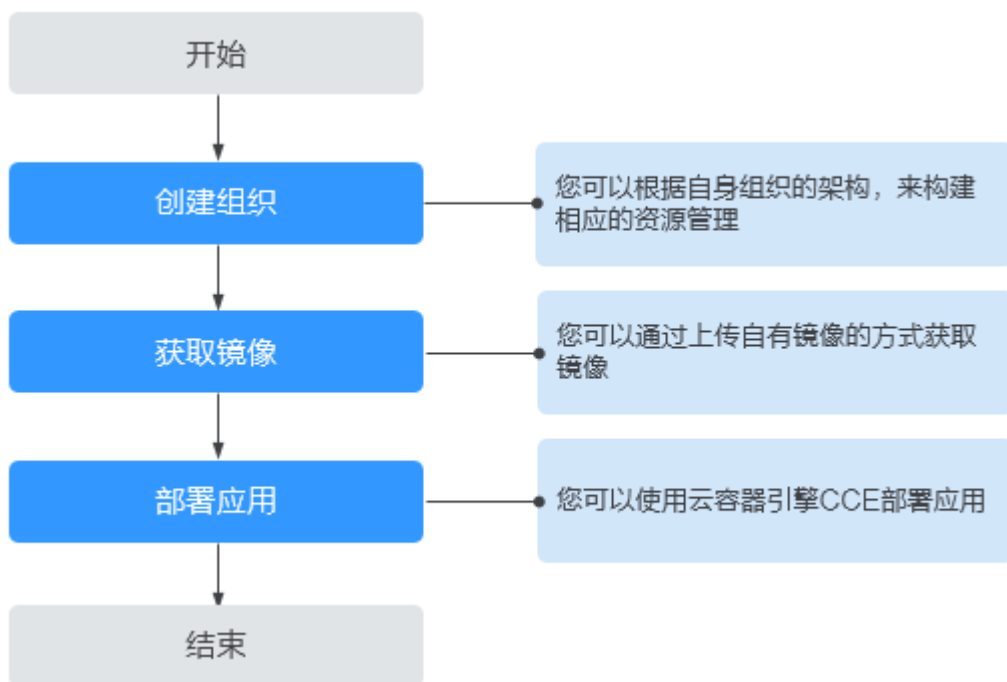 开始
创建组织
您可以根据自身组织的架构，来构建
相应的资源管理
获取镜像
您可以通过上传自有镜像的方式获取
镜像
部署应用
您可以使用云容器引擎CCE部署应用
结束